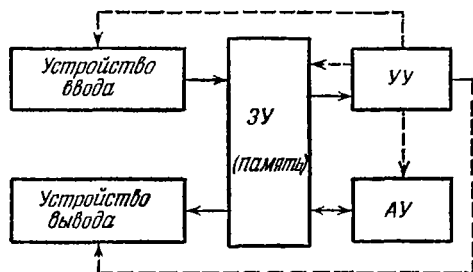 Устройство
ввода
ЗУ
(память)
УУ
Устройство
вывода
АУ